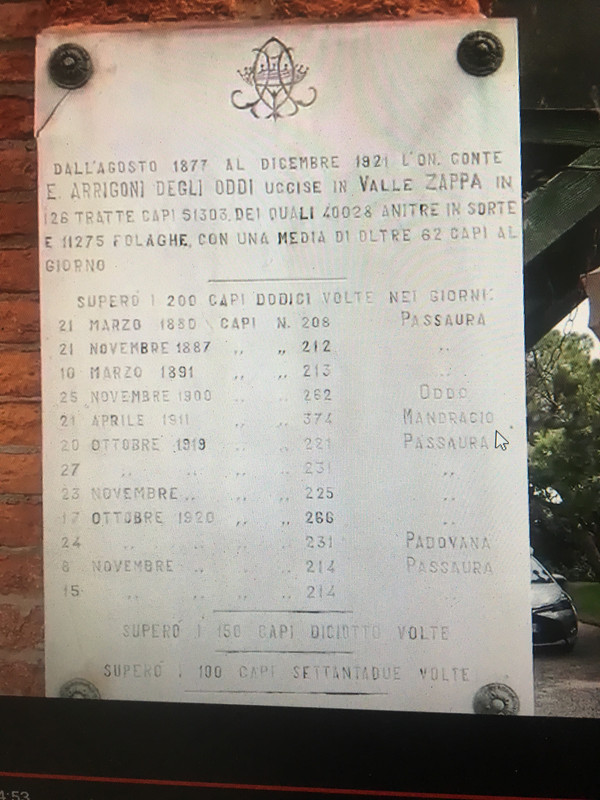 DALL'AGOSTO 1877 AL DICEMBRE 1921 L'ON. CONTE
E. ARRIGONI DEGLI ODDI UCCISE IN VALLE ZAPPA IN
126 TRATTE CAPI 51303, DEI QUALI 40028 ANITRE IN SORTE
E 11275 FOLAGHE, CON UNA MEDIA DI OLTRE 62 CAPI AL
GIORNO
SUPERÒ I 200 CAPI DODICI VOLTE NEI GIORNI:
21 MARZO 1880 CAPI N. 208 PASSAURA
21 NOVEMBRE 1887 „ „ 212 „
10 MARZO 1891 „ „ 213 „
25 NOVEMBRE 1900 „ „ 262 ODDO
21 APRILE 1911 „ „ 374 MANDRACIO
20 OTTOBRE 1919 „ „ 221 PASSAURA
27 „ „ „ „ 231 „
23 NOVEMBRE „ „ „ 225 „
17 OTTOBRE 1920 „ „ 266 „
24 „ „ „ „ 231 PADOVANA
8 NOVEMBRE „ „ „ 214 PASSAURA
15 „ „ „ „ 214 „
SUPERÒ I 150 CAPI DICIOTTO VOLTE
SUPERÒ I 100 CAPI SETTANTADUE VOLTE
4:53